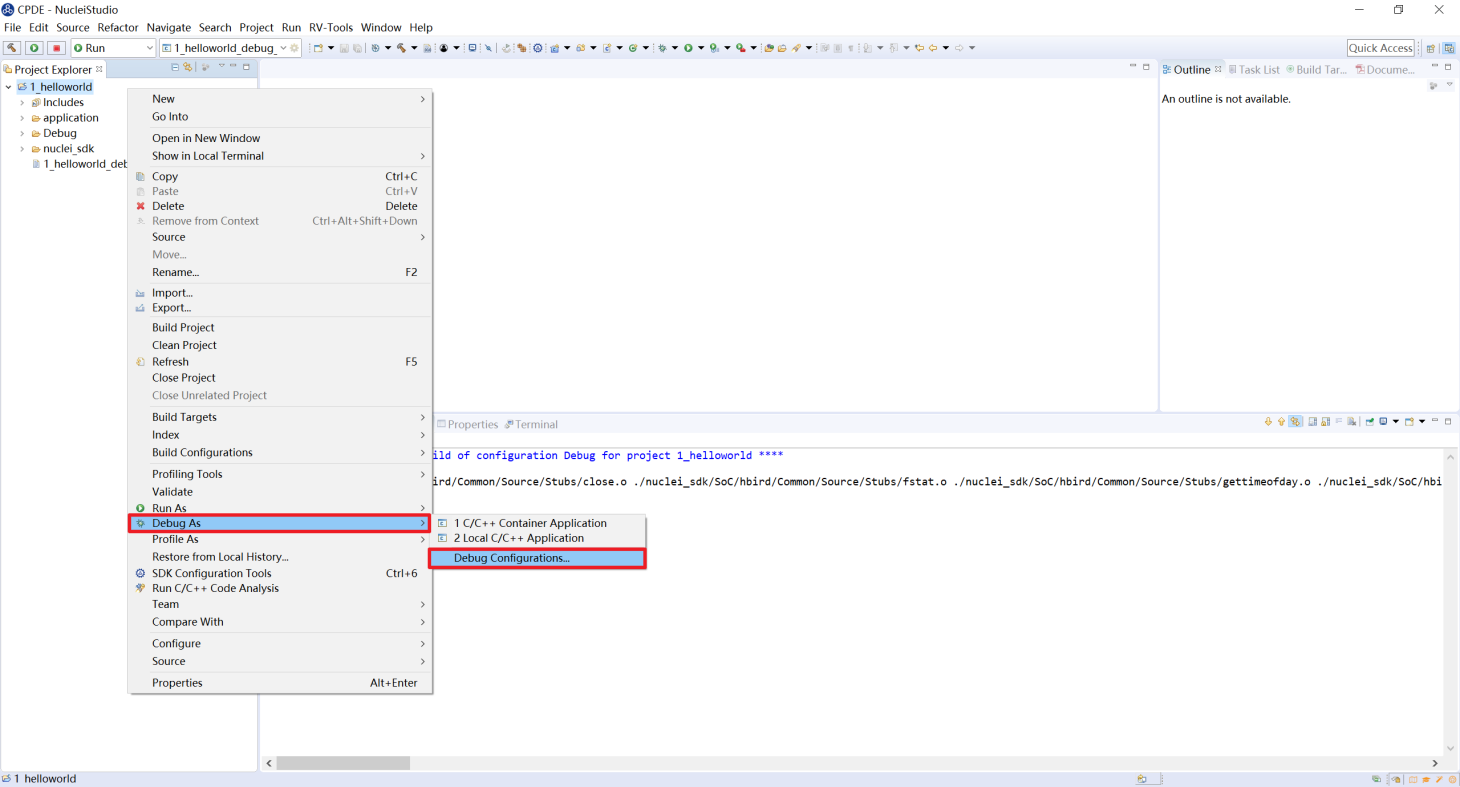 CPDE - NucleiStudio
File Edit Source Refactor Navigate Search Project Run RV-Tools Window Help
Run 1_helloworld_debug_ Quick Access
Project Explorer
1_helloworld
Includes
application
Debug
nuclei_sdk
1_helloworld_deb
New
Go Into
Open in New Window
Show in Local Terminal
Copy Ctrl+C
Paste Ctrl+V
Delete Delete
Remove from Context Ctrl+Alt+Shift+Down
Source
Move...
Rename... F2
Import...
Export...
Build Project
Clean Project
Refresh F5
Close Project
Close Unrelated Project
Build Targets
Index
Build Configurations
Profiling Tools
Validate
Run As
Debug As
Profile As
Restore from Local History...
SDK Configuration Tools Ctrl+6
Run C/C++ Code Analysis
Team
Compare With
Configure
Source
Properties Alt+Enter
1 C/C++ Container Application
2 Local C/C++ Application
Debug Configurations...
Outline Task List Build Tar... Docume...
An outline is not available.
Properties Terminal
ild of configuration Debug for project 1_helloworld ****
ird/Common/Source/Stubs/close.o ./nuclei_sdk/SoC/hbird/Common/Source/Stubs/fstat.o ./nuclei_sdk/SoC/hbird/Common/Source/Stubs/gettimeofday.o ./nuclei_sdk/SoC/hbi
1 helloworld